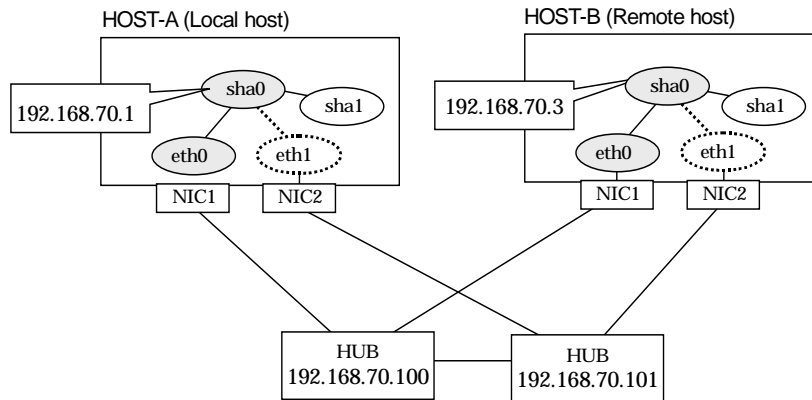 HOST-A (Local host)
HOST-B (Remote host)
sha0
sha1
192.168.70.1
eth0
eth1
NIC1
NIC2
sha0
sha1
192.168.70.3
eth0
eth1
NIC1
NIC2
HUB
192.168.70.100
HUB
192.168.70.101